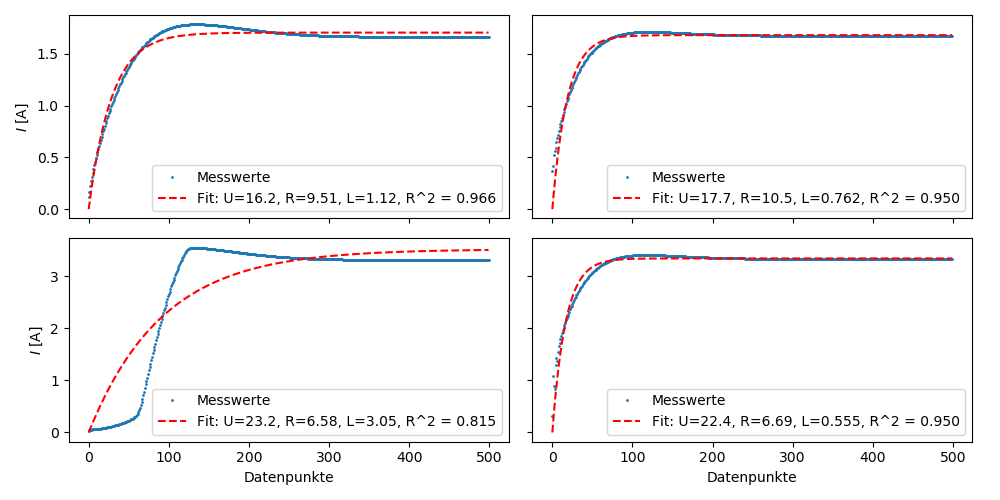 I [A]
1.5
1.0
0.5
0.0
Messwerte
Fit: U=16.2, R=9.51, L=1.12, R^2 = 0.966
Messwerte
Fit: U=17.7, R=10.5, L=0.762, R^2 = 0.950
I [A]
3
2
1
0
Messwerte
Fit: U=23.2, R=6.58, L=3.05, R^2 = 0.815
0 100 200 300 400 500
Datenpunkte
Messwerte
Fit: U=22.4, R=6.69, L=0.555, R^2 = 0.950
0 100 200 300 400 500
Datenpunkte